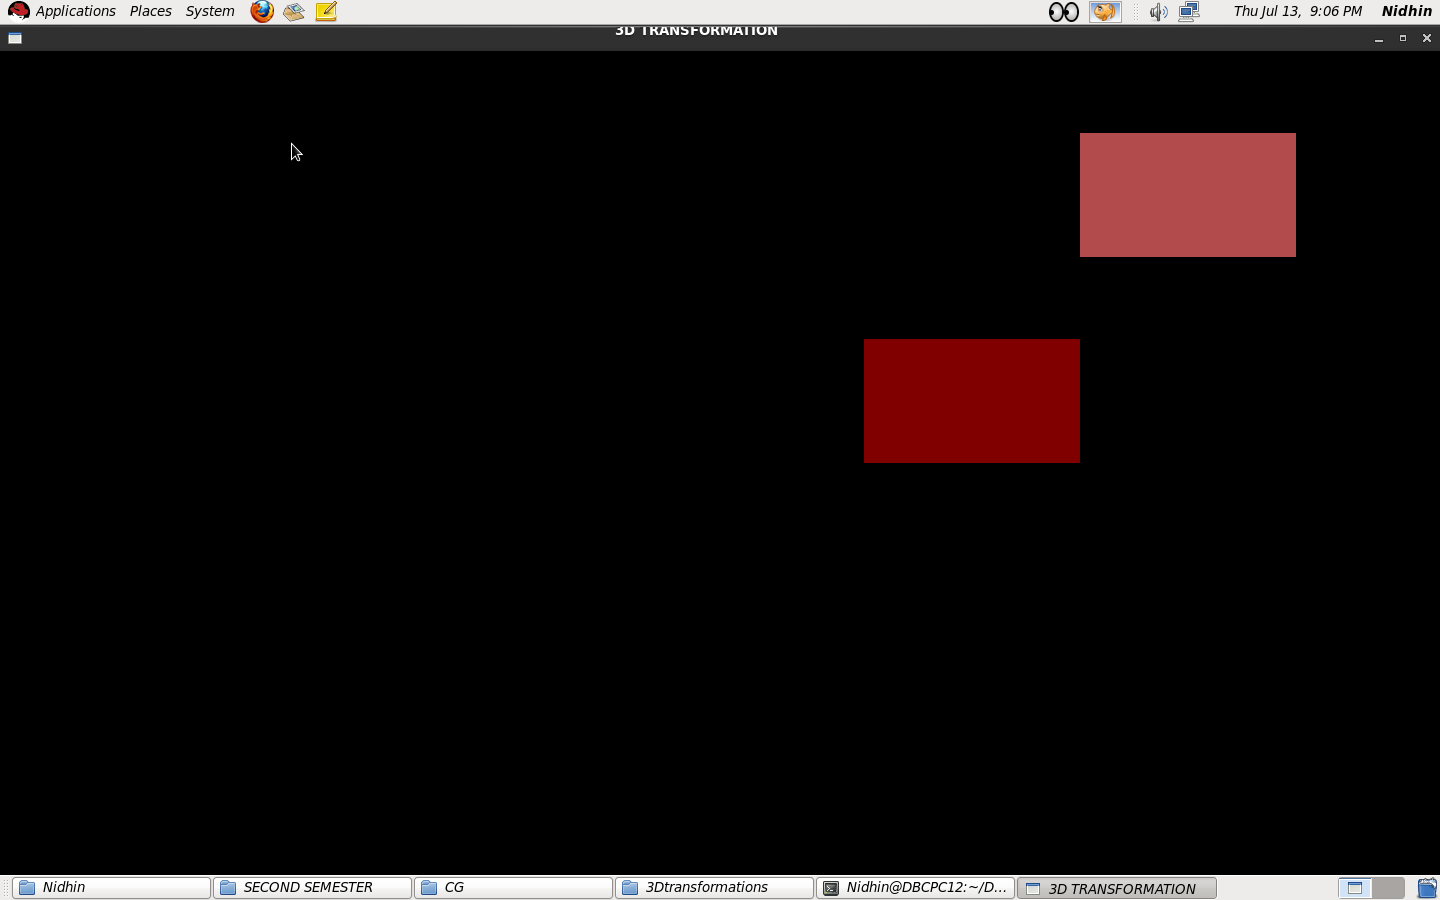 Applications Places System Thu Jul 13, 9:06 PM Nidhin
3D TRANSFORMATION
Nidhin SECOND SEMESTER CG 3Dtransformations Nidhin@DBCPC12:~/D... 3D TRANSFORMATION